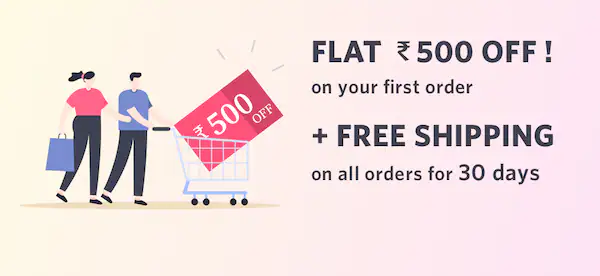 ₹ 500 OFF
FLAT ₹ 500 OFF !
on your first order
+ FREE SHIPPING
on all orders for 30 days